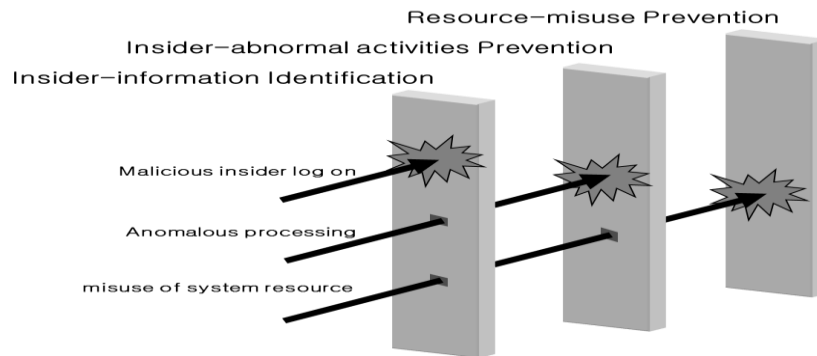 Resource-misuse Prevention
Insider-abnormal activities Prevention
Insider-information Identification
Malicious insider log on
Anomalous processing
misuse of system resource